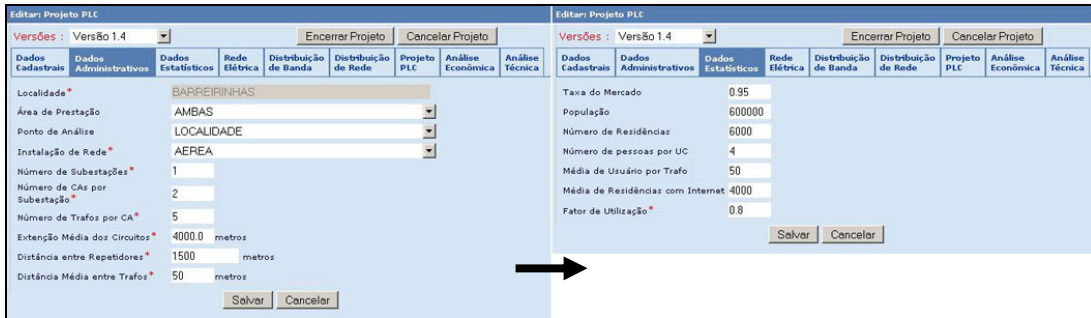 Editar: Projeto PLC
Versões : Versão 1.4 Encerrar Projeto Cancelar Projeto
Dados Cadastrais Dados Administrativos Dados Estatísticos Rede Elétrica Distribuição de Banda Distribuição de Rede Projeto PLC Análise Econômica Análise Técnica
Localidade* BARREIRINHAS
Área de Prestação AMBAS
Ponto de Análise LOCALIDADE
Instalação de Rede* AEREA
Número de Subestações* 1
Número de CAs por
Subestação* 2
Número de Trafos por CA* 5
Extenção Média dos Circuitos* 4000.0 metros
Distância entre Repetidores* 1500 metros
Distância Média entre Trafos* 50 metros
Salvar Cancelar
Editar: Projeto PLC
Versões : Versão 1.4 Encerrar Projeto Cancelar Projeto
Dados Cadastrais Dados Administrativos Dados Estatísticos Rede Elétrica Distribuição de Banda Distribuição de Rede Projeto PLC Análise Econômica Análise Técnica
Taxa do Mercado 0.95
População 600000
Número de Residências 6000
Número de pessoas por UC 4
Média de Usuário por Trafo 50
Média de Residências com Internet 4000
Fator de Utilização* 0.8
Salvar Cancelar